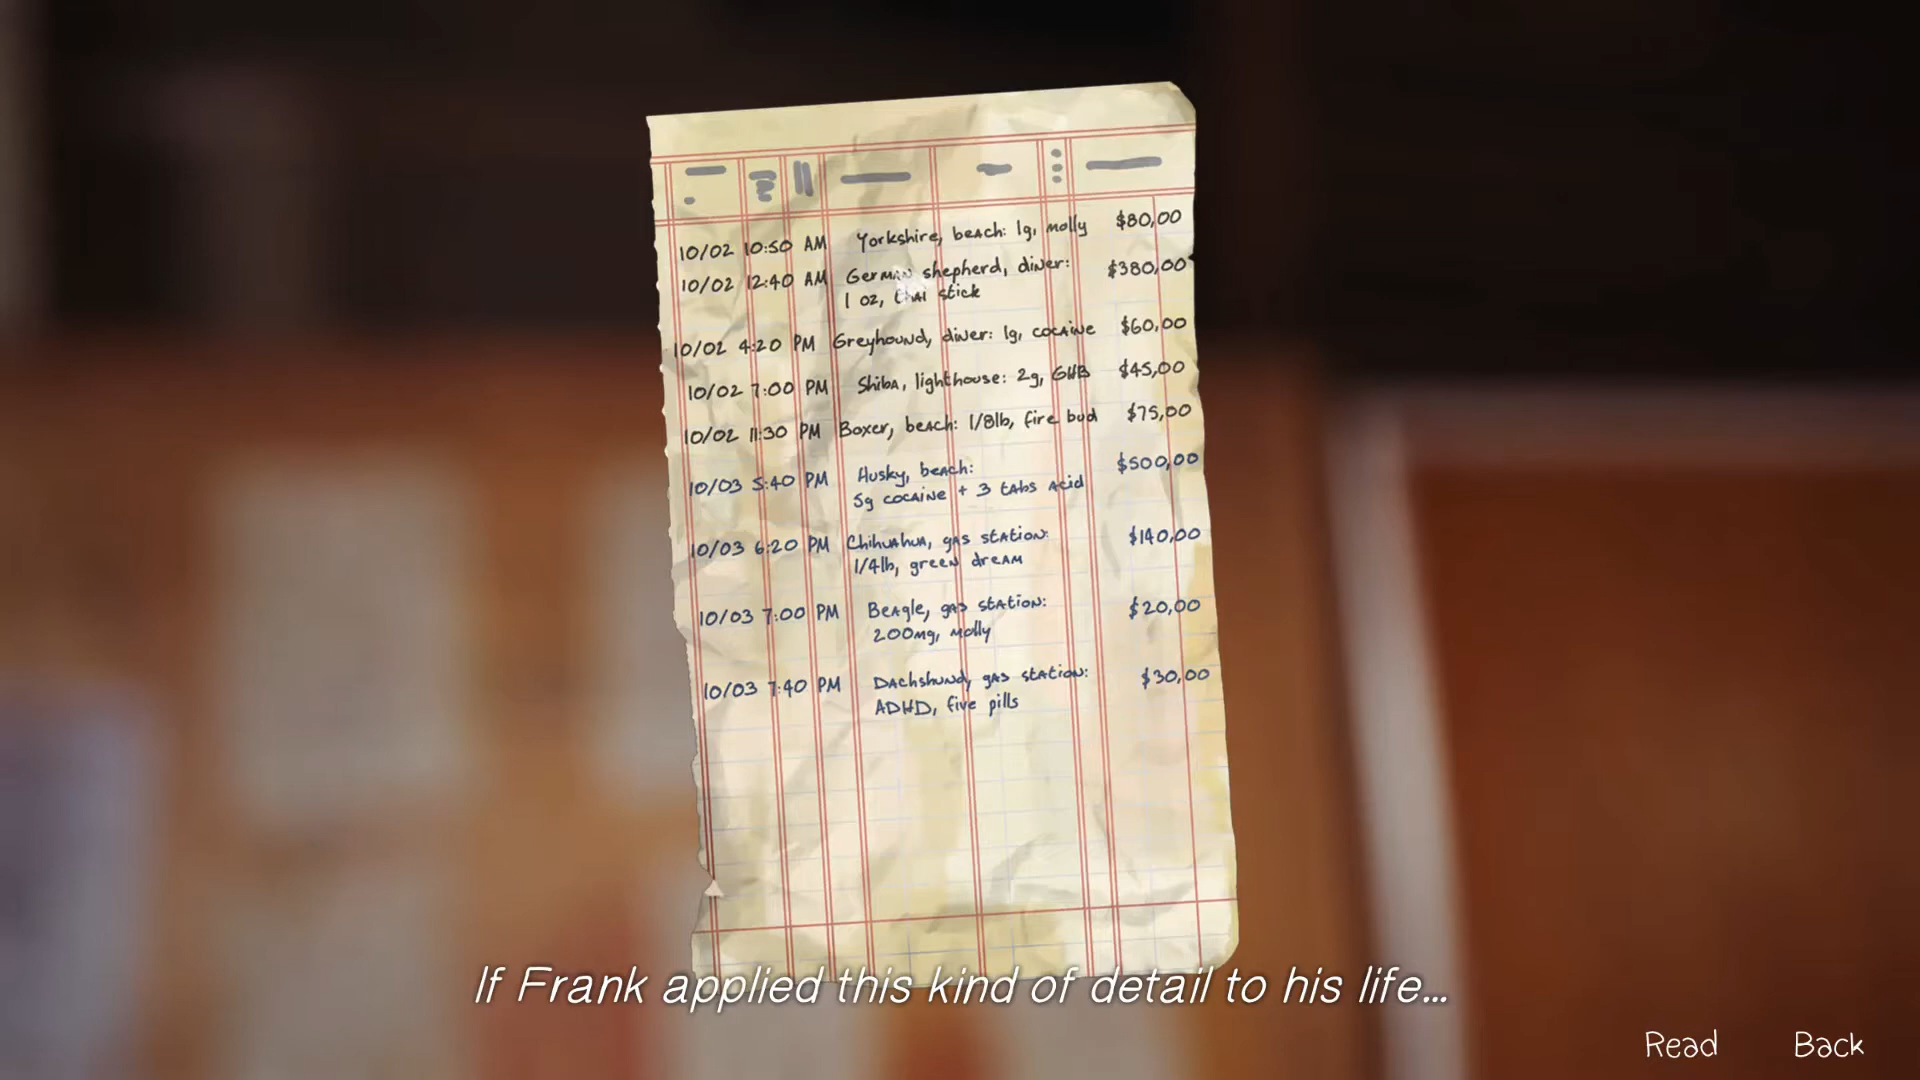 10/02 10:50 AM Yorkshire, beach: 1g, molly $80,00
10/02 12:40 AM German shepherd, diner: $380,00
1 oz, thai stick
10/02 4:20 PM Greyhound, diner: 1g, cocaine $60,00
10/02 7:00 PM Shiba, lighthouse: 2g, GHB $45,00
10/02 11:30 PM Boxer, beach: 1/8lb, fire bud $75,00
10/03 5:40 PM Husky, beach: $500,00
5g cocaine + 3 tabs acid
10/03 6:20 PM Chihuahua, gas station: $140,00
1/4lb, green dream
10/03 7:00 PM Beagle, gas station: $20,00
200mg, molly
10/03 7:40 PM Dachshund, gas station: $30,00
ADHD, five pills
If Frank applied this kind of detail to his life...
Read Back